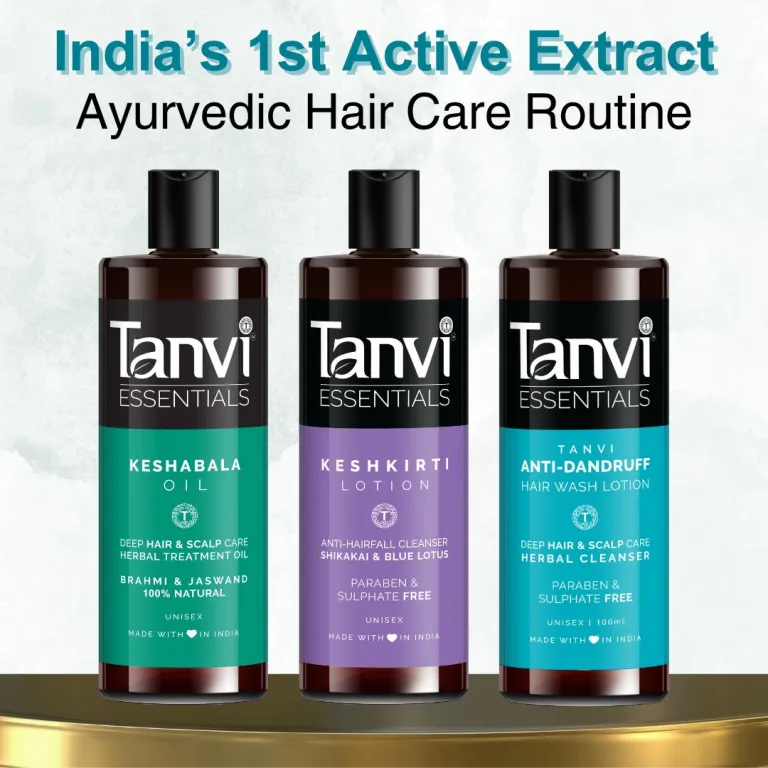 India's 1st Active Extract
Ayurvedic Hair Care Routine
Tanvi
ESSENTIALS
KESHABALA
OIL
T
DEEP HAIR & SCALP CARE
HERBAL TREATMENT OIL
BRAHMI & JASWAND
100% NATURAL
UNISEX
MADE WITH ♥ IN INDIA
Tanvi
ESSENTIALS
KESHKIRTI
LOTION
T
ANTI-HAIRFALL CLEANSER
SHIKAKAI & BLUE LOTUS
PARABEN &
SULPHATE FREE
UNISEX
MADE WITH ♥ IN INDIA
Tanvi
ESSENTIALS
TANVI
ANTI-DANDRUFF
HAIR WASH LOTION
T
DEEP HAIR & SCALP CARE
HERBAL CLEANSER
PARABEN &
SULPHATE FREE
UNISEX | 100ml
MADE WITH ♥ IN INDIA